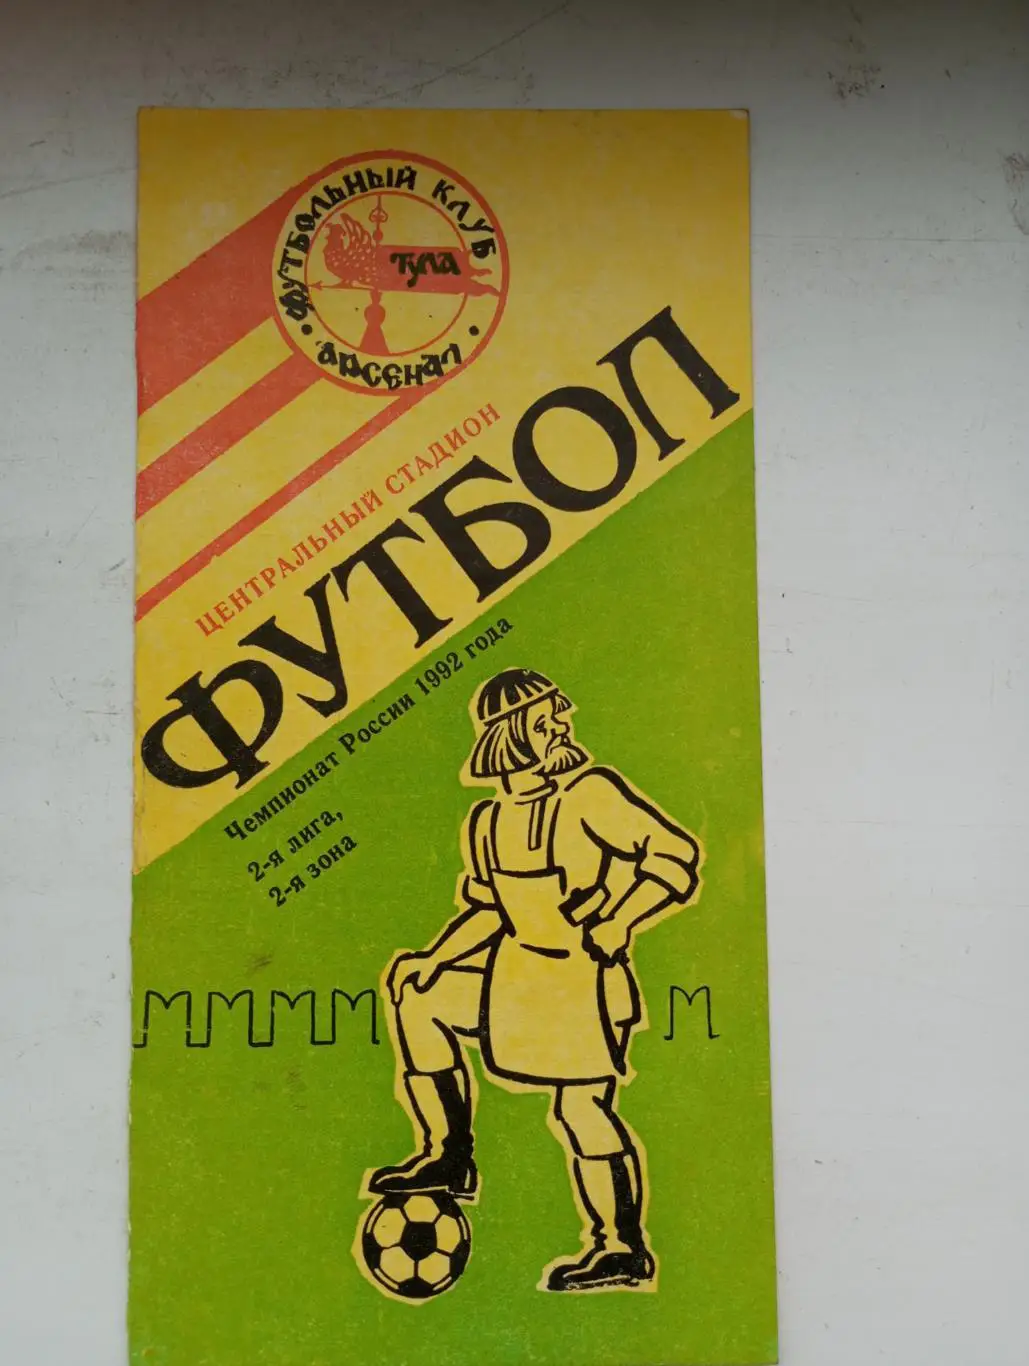 ФУТБОЛЬНЫЙ КЛУБ
Тула
• АРСЕНАЛ •
ЦЕНТРАЛЬНЫЙ СТАДИОН
ФУТБОЛ
Чемпионат России 1992 года
2-я лига,
2-я зона